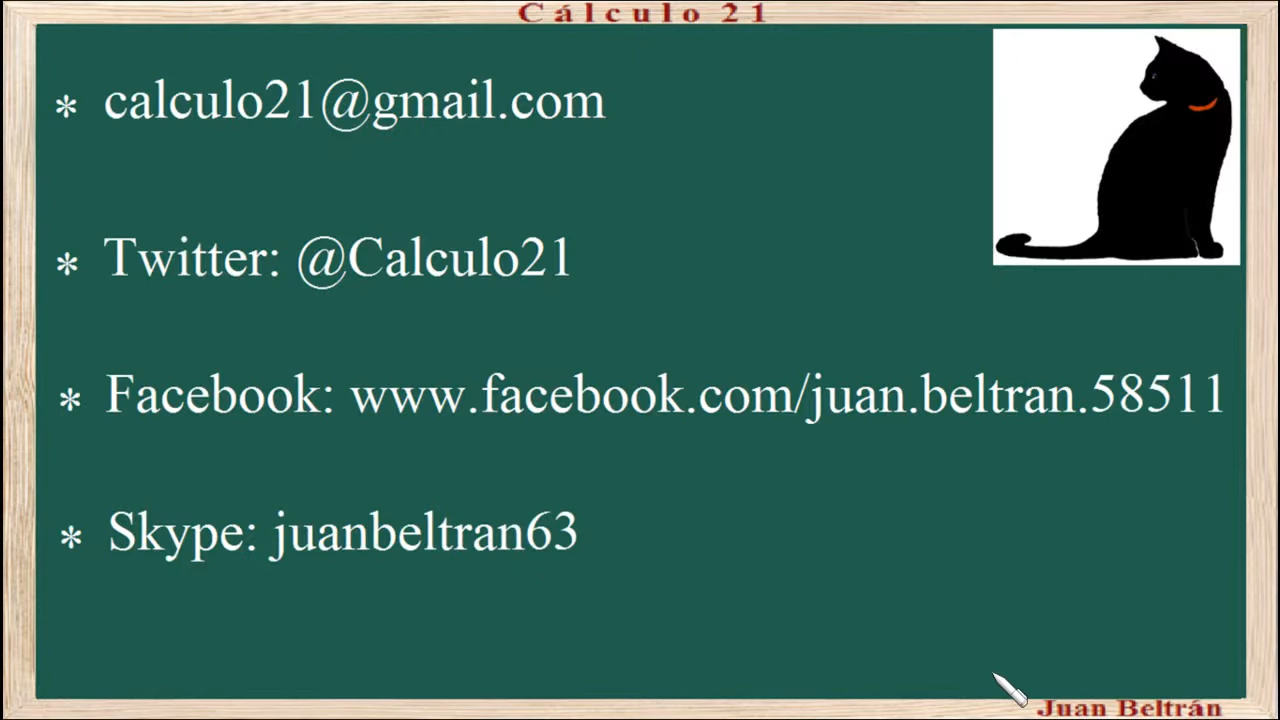 Cálculo 21
* calculo21@gmail.com
* Twitter: @Calculo21
* Facebook: www.facebook.com/juan.beltran.58511
* Skype: juanbeltran63
Juan Beltrán